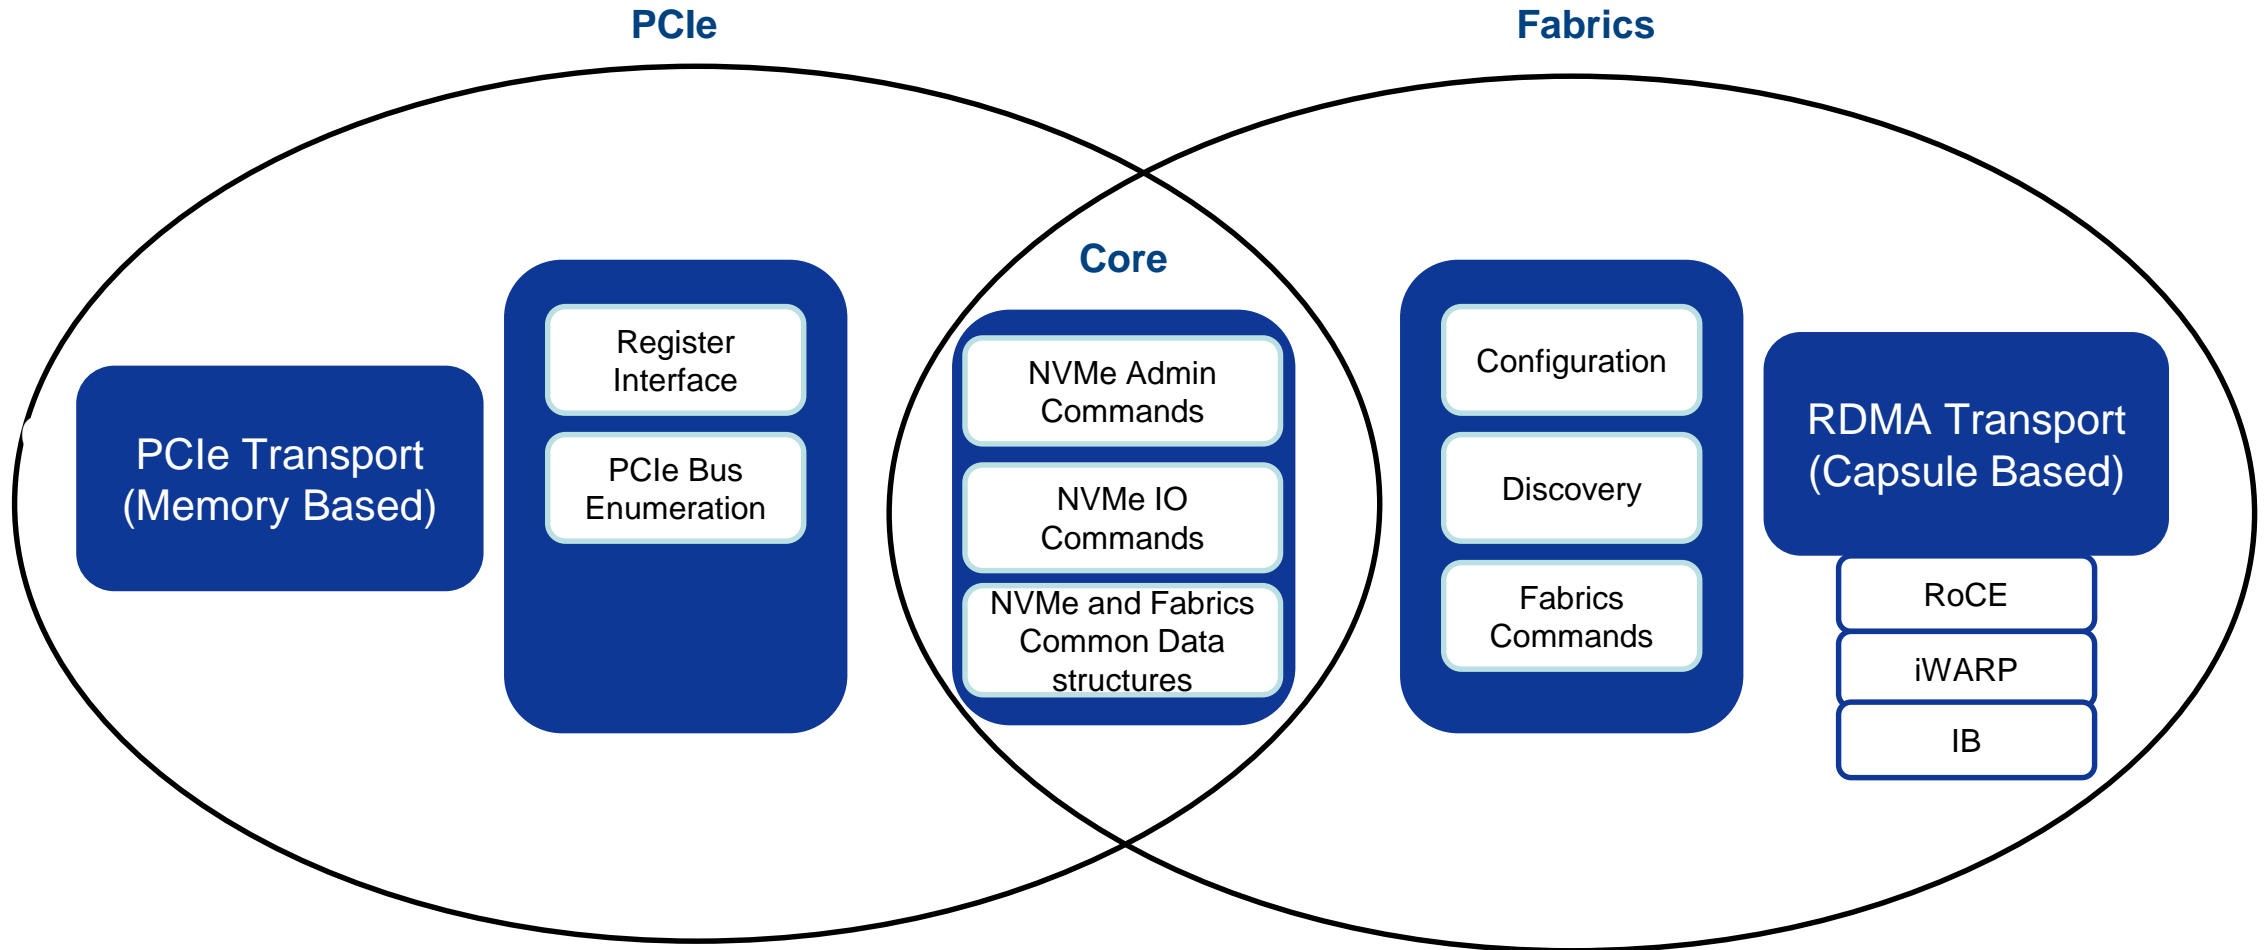 PCIe
Fabrics
Core
PCIe Transport
(Memory Based)
Register
Interface
PCIe Bus
Enumeration
NVMe Admin
Commands
NVMe IO
Commands
NVMe and Fabrics
Common Data
structures
Configuration
Discovery
Fabrics
Commands
RDMA Transport
(Capsule Based)
RoCE
iWARP
IB